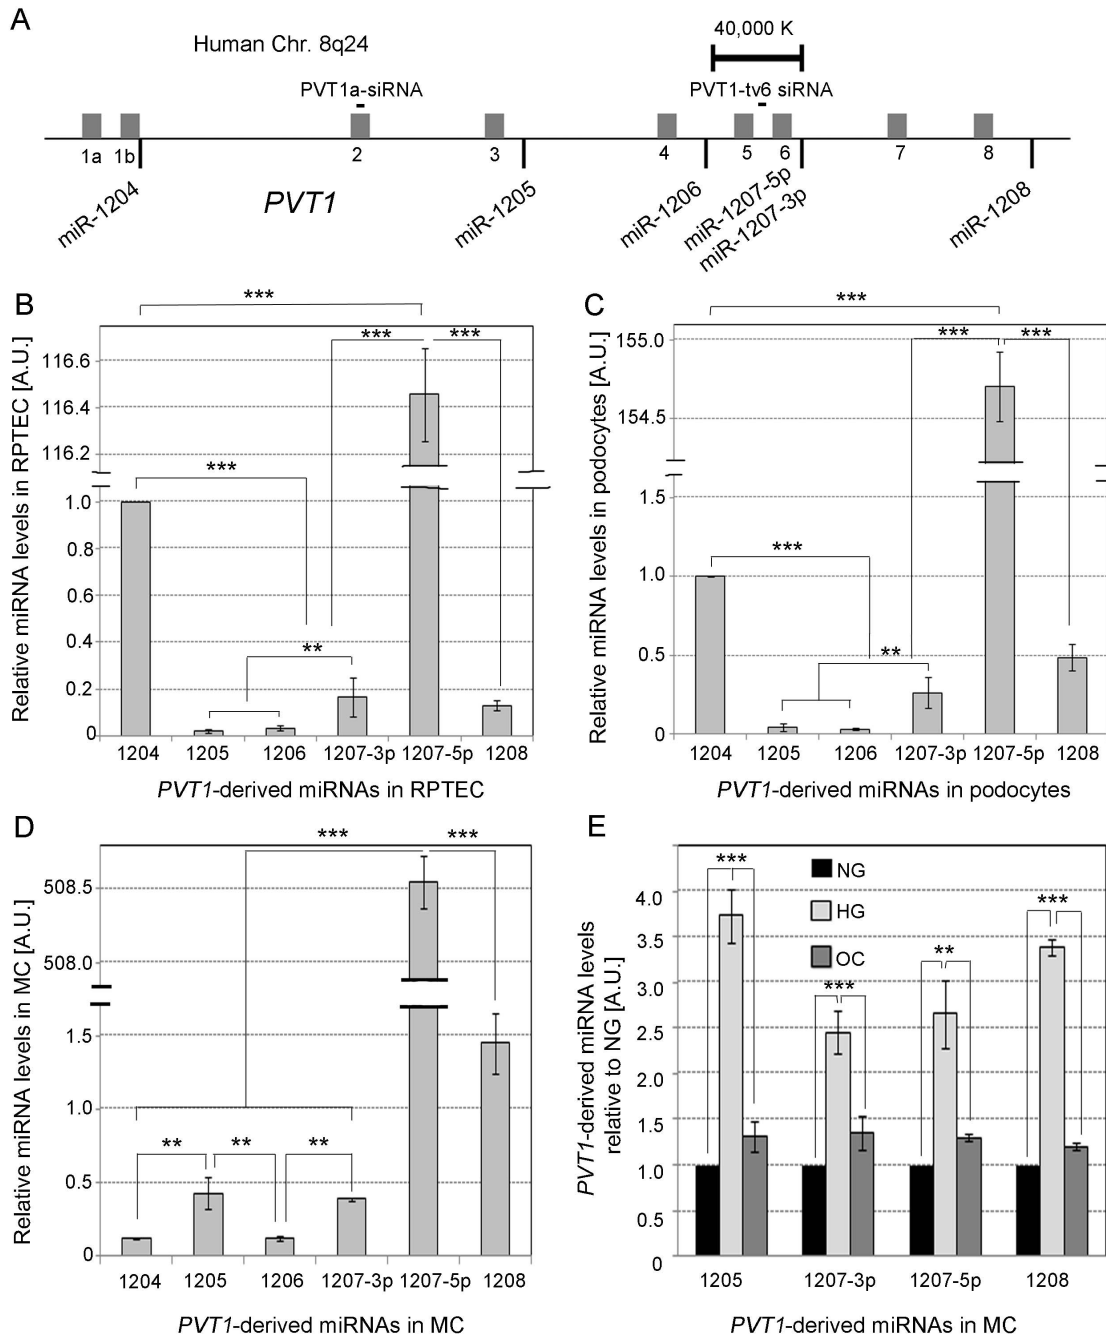 A
Human Chr. 8q24
40,000 K
PVT1a-siRNA
PVT1-tv6 siRNA
1a 1b 2 3 4 5 6 7 8
miR-1204
PVT1
miR-1205
miR-1206
miR-1207-5p
miR-1207-3p
miR-1208
B
***
***
***
***
**
Relative miRNA levels in RPTEC [A.U.]
116.6
116.4
116.2
1.0
0.8
0.6
0.4
0.2
0
1204 1205 1206 1207-3p 1207-5p 1208
PVT1-derived miRNAs in RPTEC
C
***
***
***
***
**
Relative miRNA levels in podocytes [A.U.]
155.0
154.5
1.5
1.0
0.5
0
1204 1205 1206 1207-3p 1207-5p 1208
PVT1-derived miRNAs in podocytes
D
***
***
**
**
**
Relative miRNA levels in MC [A.U.]
508.5
508.0
1.5
1.0
0.5
0
1204 1205 1206 1207-3p 1207-5p 1208
PVT1-derived miRNAs in MC
E
***
***
**
***
NG
HG
OC
PVT1-derived miRNA levels
relative to NG [A.U.]
4.0
3.5
3.0
2.5
2.0
1.5
1.0
0.5
0
1205 1207-3p 1207-5p 1208
PVT1-derived miRNAs in MC